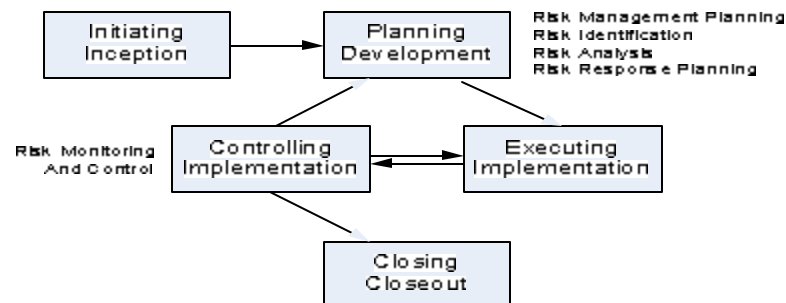 Initiating
Inception
Planning
Development
Risk Management Planning
Risk Identification
Risk Analysis
Risk Response Planning
Risk Monitoring
And Control
Controlling
Implementation
Executing
Implementation
Closing
Closeout